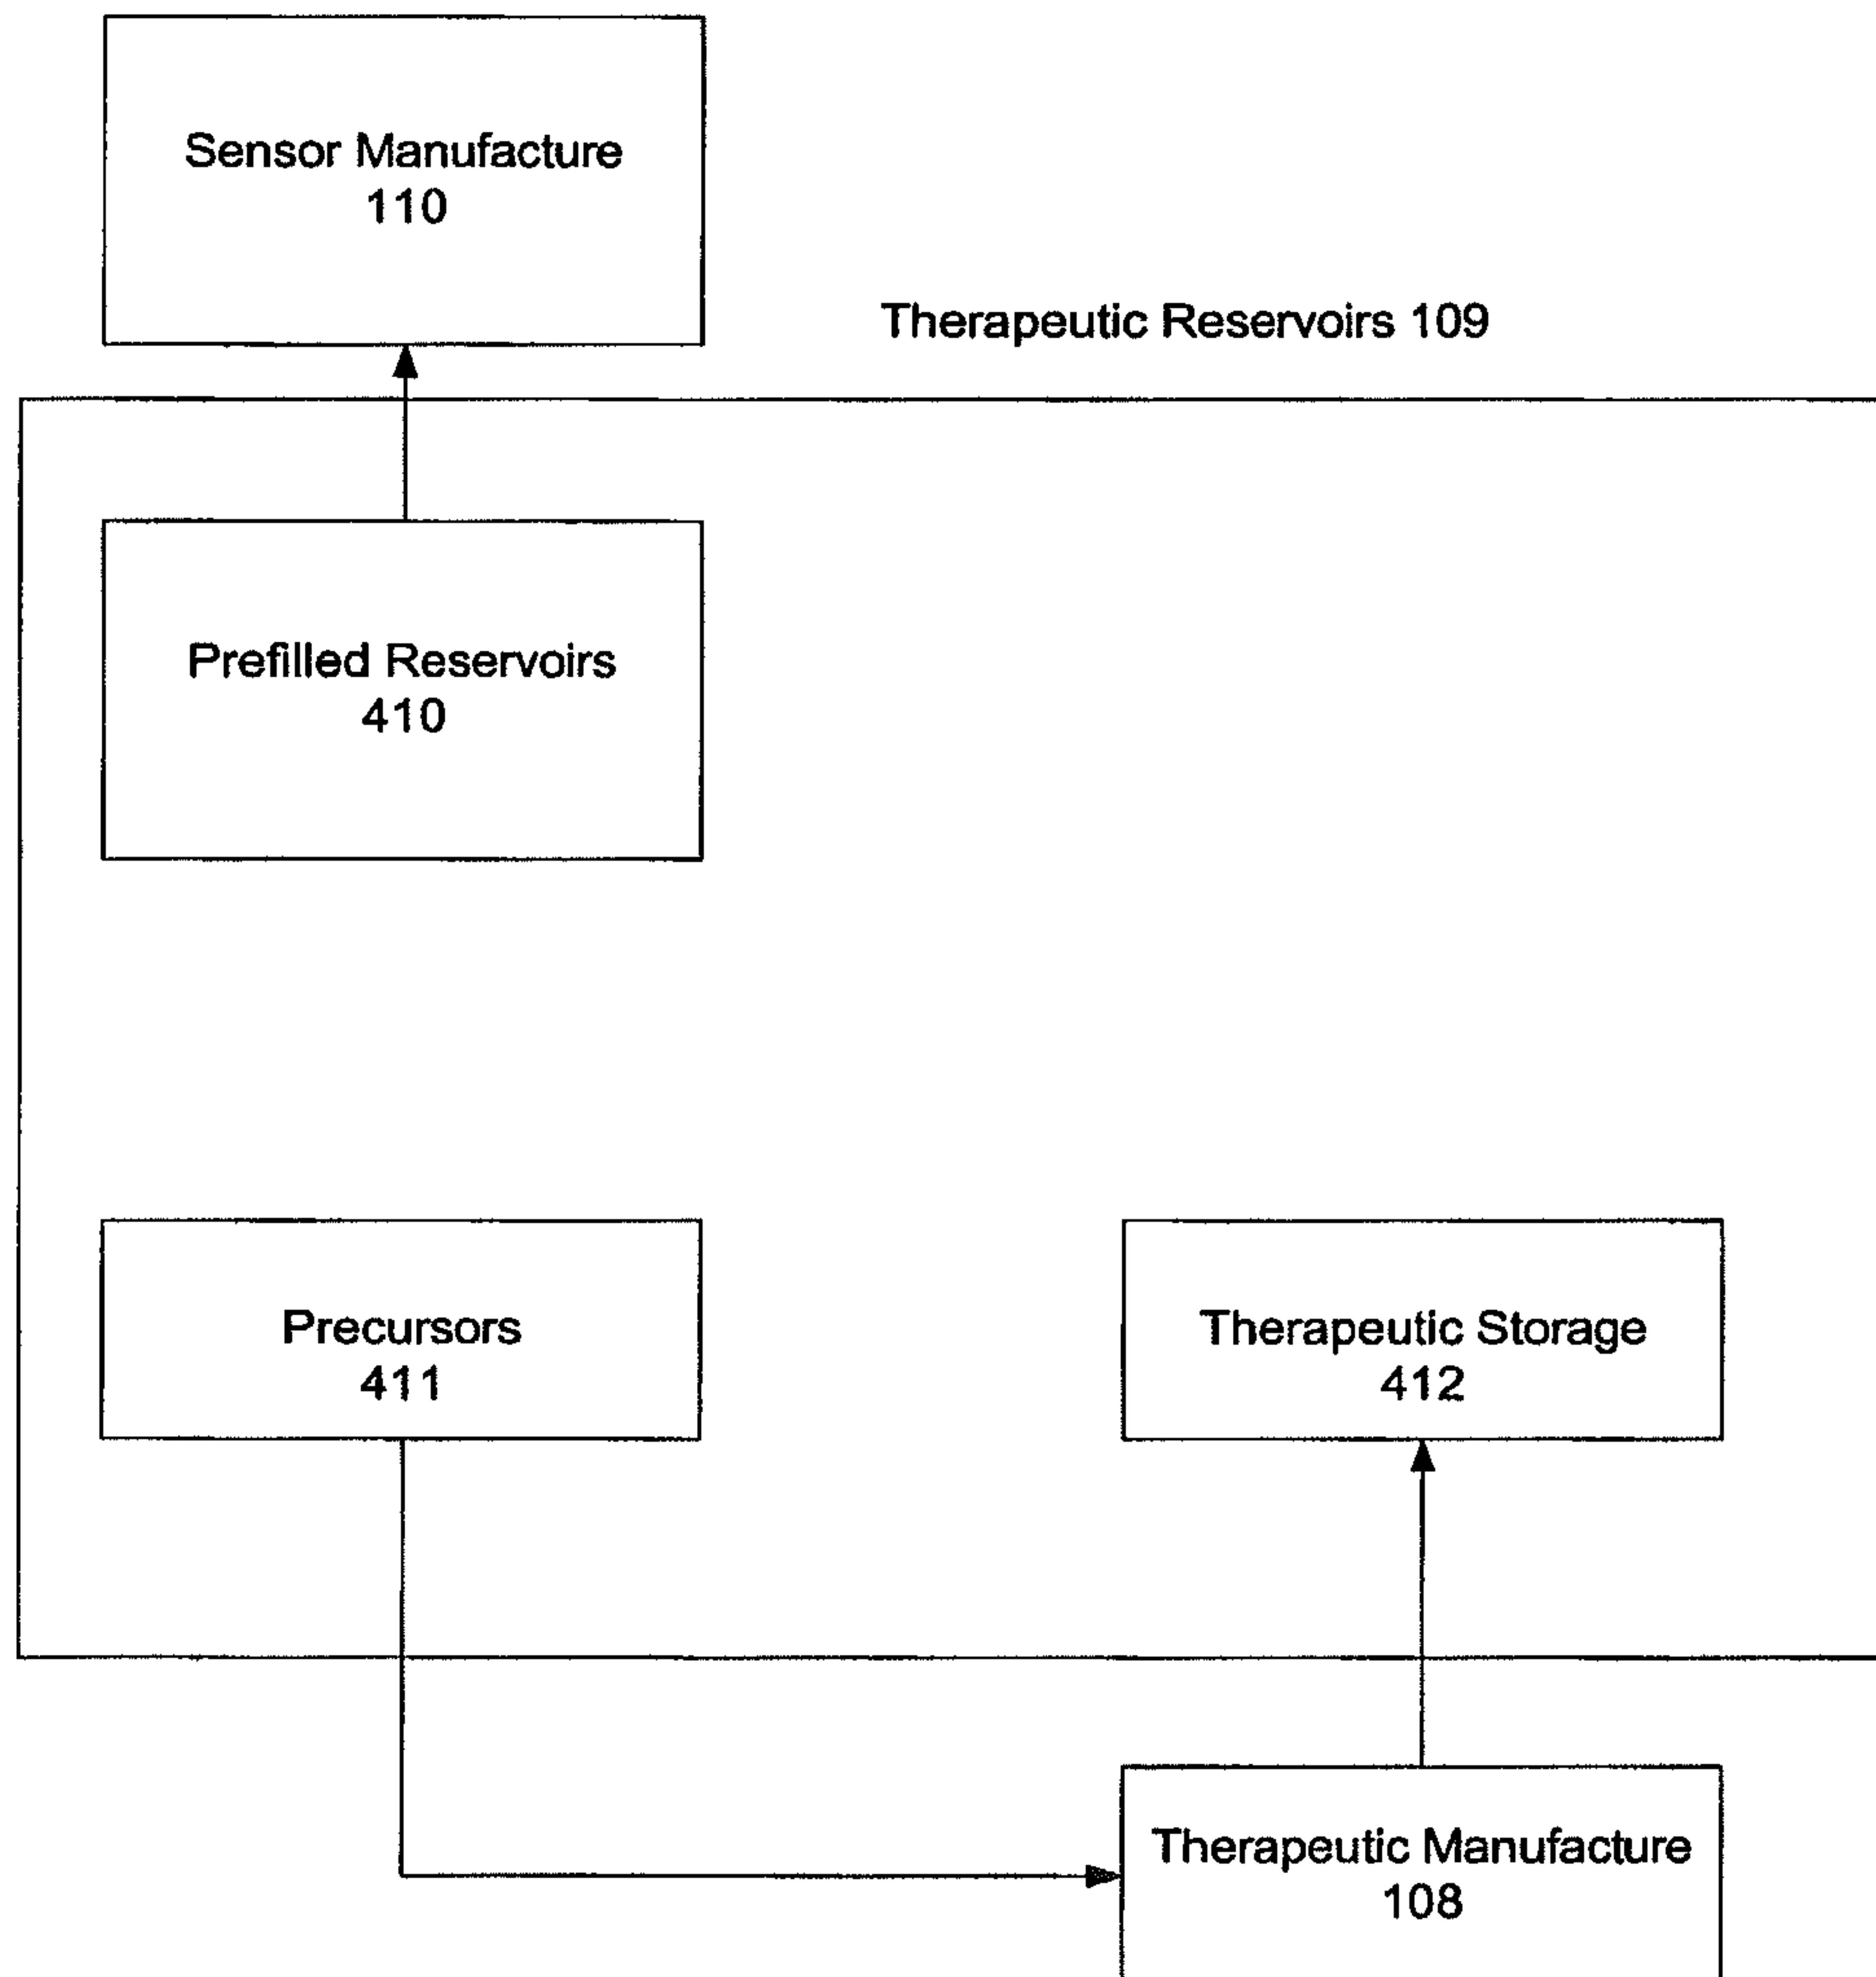 Sensor Manufacture
110
Therapeutic Reservoirs 109
Prefilled Reservoirs
410
Precursors
411
Therapeutic Storage
412
Therapeutic Manufacture
108